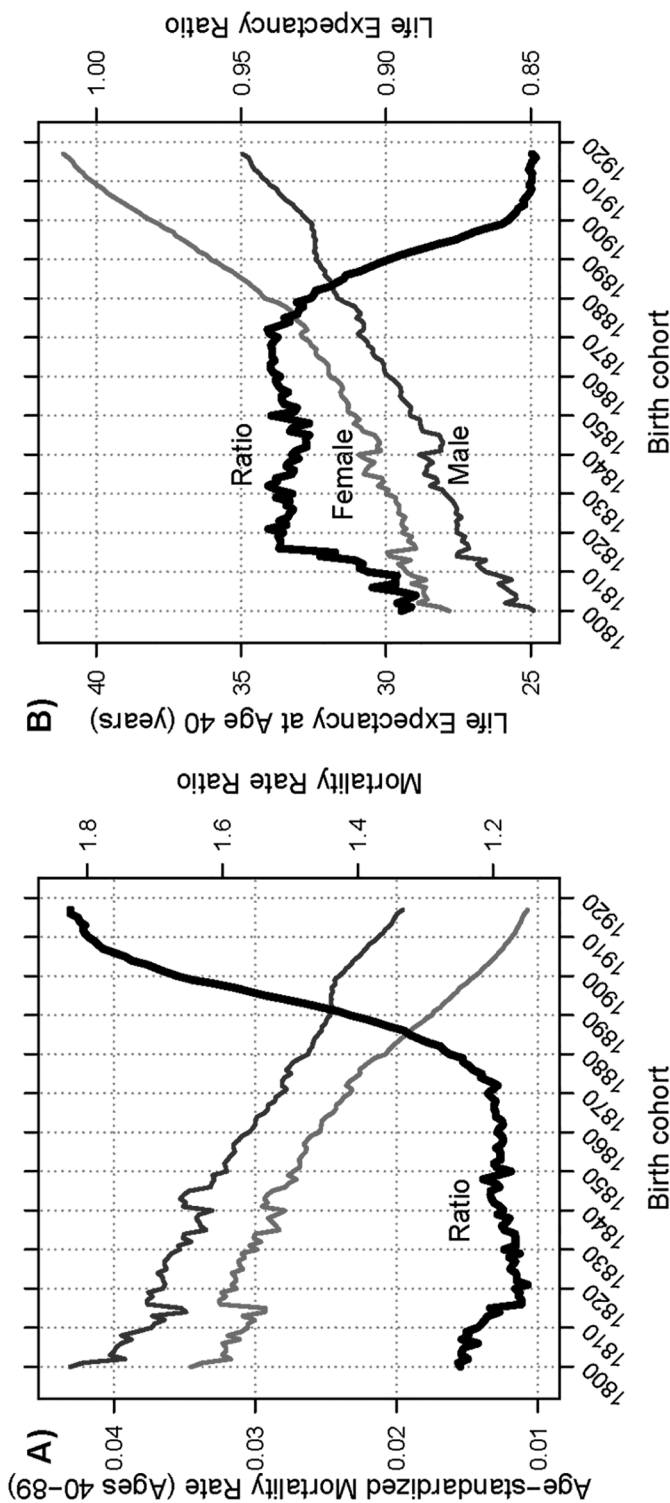 A)
Age−standardized Mortality Rate (Ages 40−89)
0.04
0.03
0.02
0.01
Mortality Rate Ratio
1.8
1.6
1.4
1.2
Ratio
1800 1810 1820 1830 1840 1850 1860 1870 1880 1890 1900 1910 1920
Birth cohort
B)
Life Expectancy at Age 40 (years)
40
35
30
25
Life Expectancy Ratio
1.00
0.95
0.90
0.85
Ratio
Female
Male
1800 1810 1820 1830 1840 1850 1860 1870 1880 1890 1900 1910 1920
Birth cohort